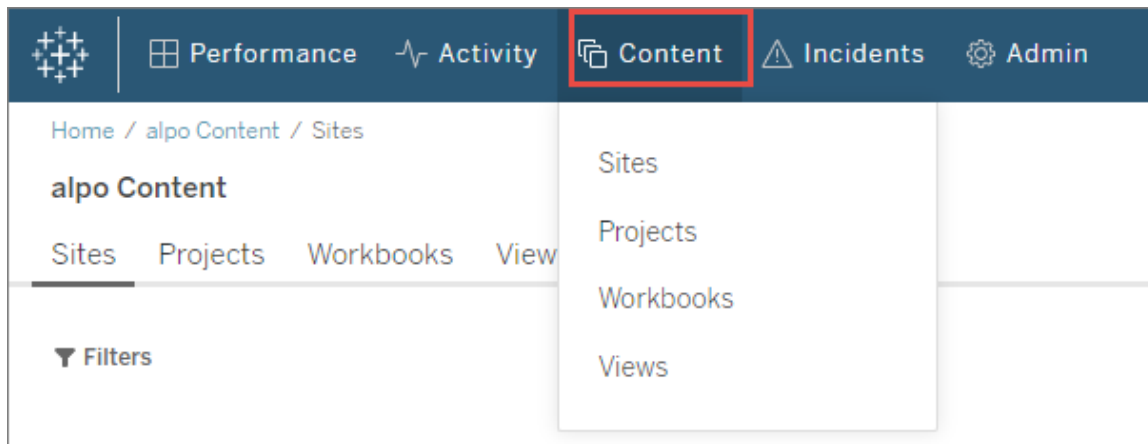 Performance Activity Content Incidents Admin
Home / alpo Content / Sites
alpo Content
Sites Projects Workbooks View
Filters
Sites
Projects
Workbooks
Views